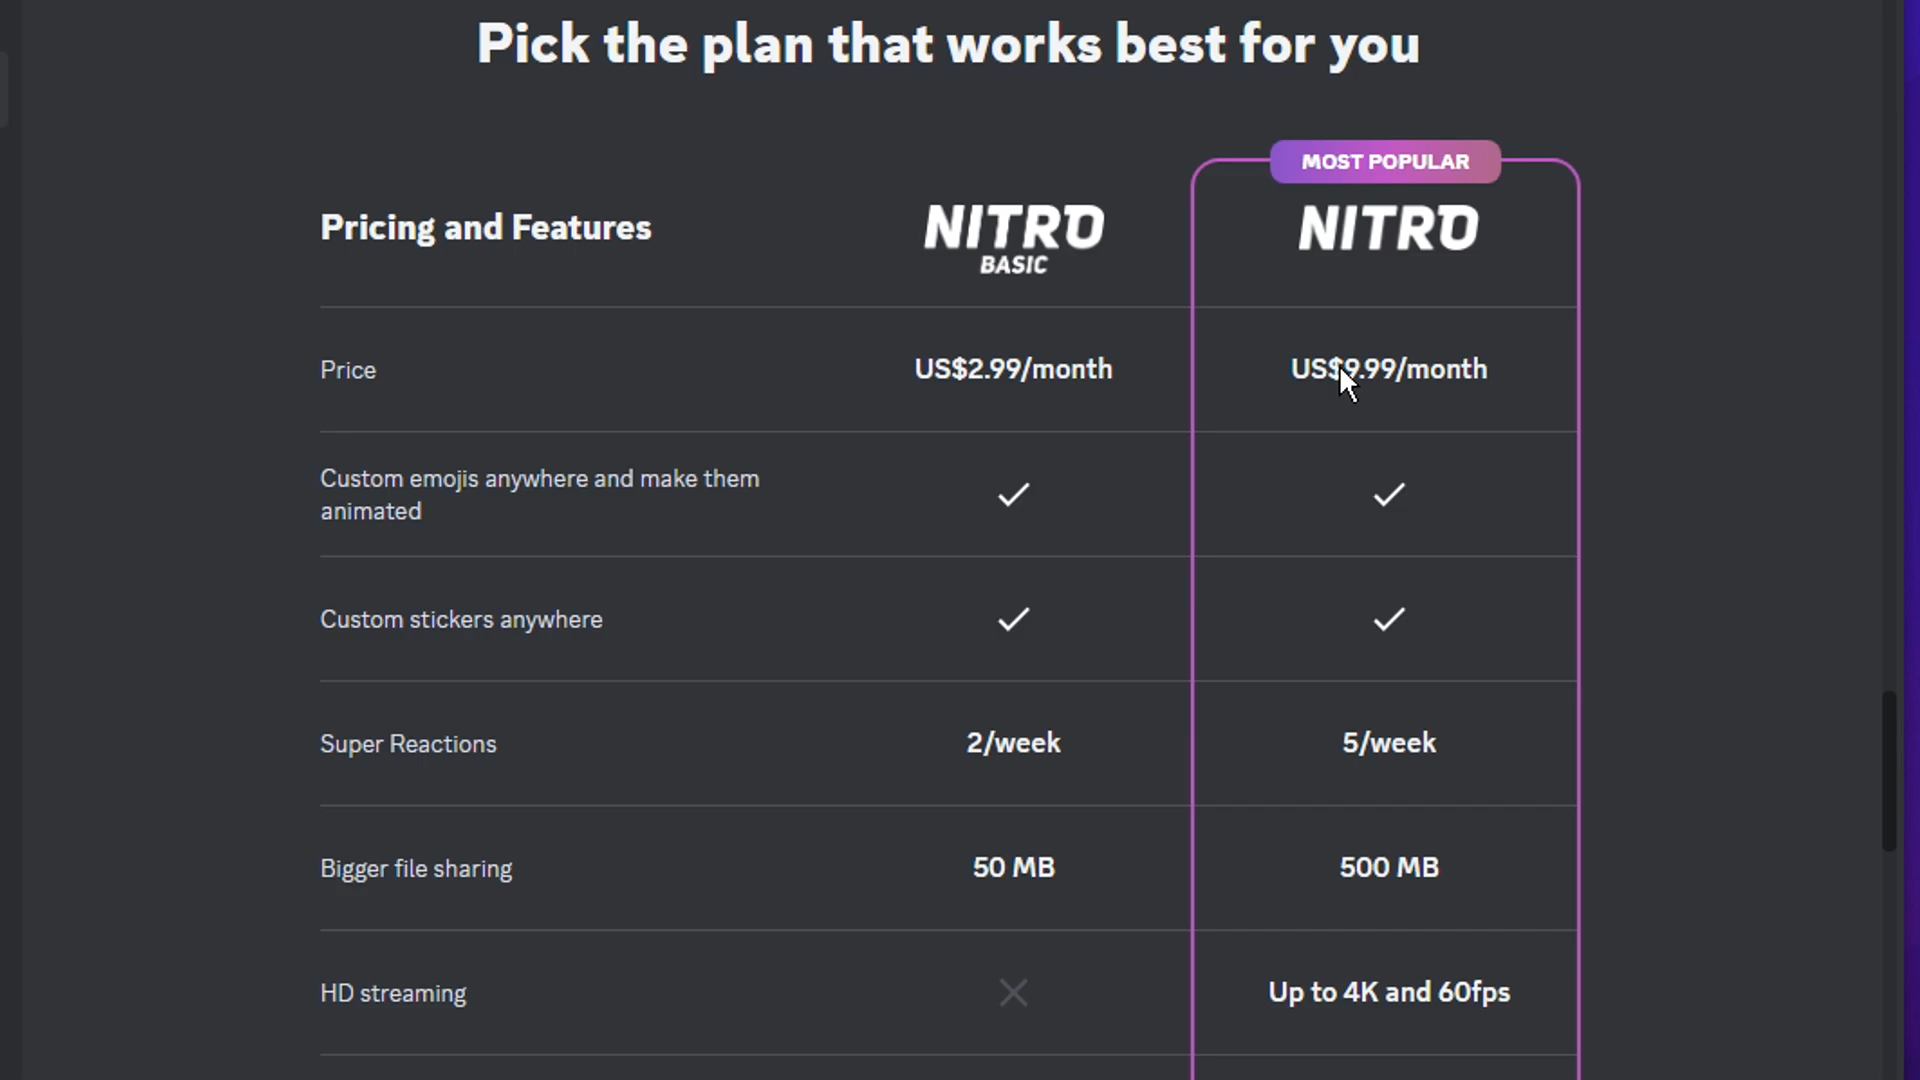 Pick the plan that works best for you
MOST POPULAR
Pricing and Features
NITRO
BASIC
NITRO
Price
US$2.99/month
US$9.99/month
Custom emojis anywhere and make them
animated
Custom stickers anywhere
Super Reactions
2/week
5/week
Bigger file sharing
50 MB
500 MB
HD streaming
Up to 4K and 60fps